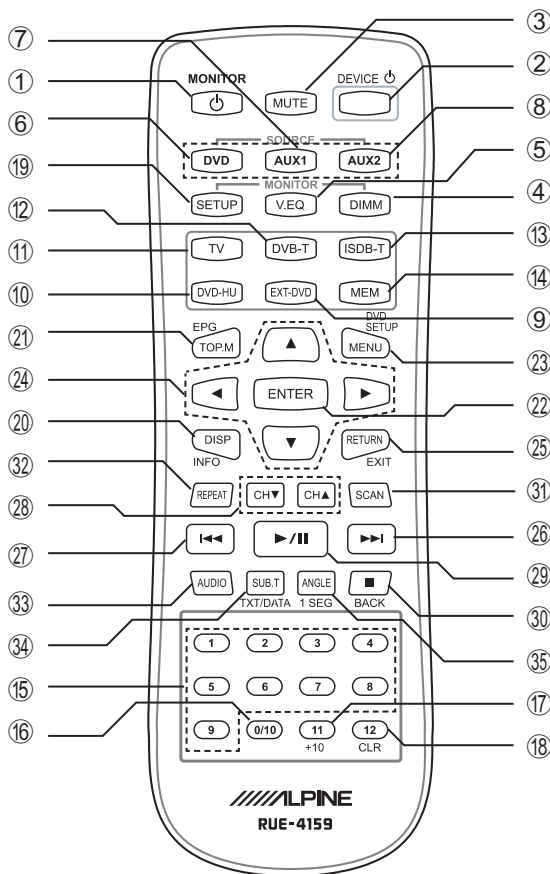 ⑦ ③
① MONITOR MUTE DEVICE ②
⑥ SOURCE ⑧
DVD AUX1 AUX2
⑲ MONITOR ⑤
SETUP V.EQ DIMM ④
⑫ ⑬
⑪ TV DVB-T ISDB-T
⑩ DVD-HU EXT-DVD MEM ⑭
⑨
EPG DVD SETUP
㉑ TOP.M ▲ MENU ㉓
㉔ ◀ ENTER ▶ ㉒
⑳ DISP ▼ RETURN ㉕
INFO EXIT
㉜ REPEAT CH▼ CH▲ SCAN ㉛
㉘
㉗ ㉖
㉙
㉝ AUDIO SUB.T ANGLE ■ ㉚
TXT/DATA 1 SEG BACK
㉞ ㉟
1 2 3 4
⑮ 5 6 7 8
⑰
⑯ 9 0/10 11 12 ⑱
+10 CLR
ALPINE
RUE-4159